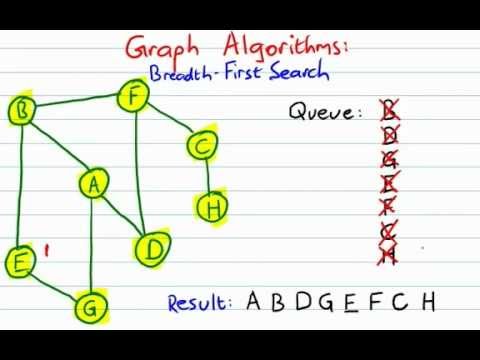 Graph Algorithms:
Breadth-First Search
B
F
C
A
H
E
D
G
Queue:
B
D
G
E
F
C
H
Result: A B D G E F C H